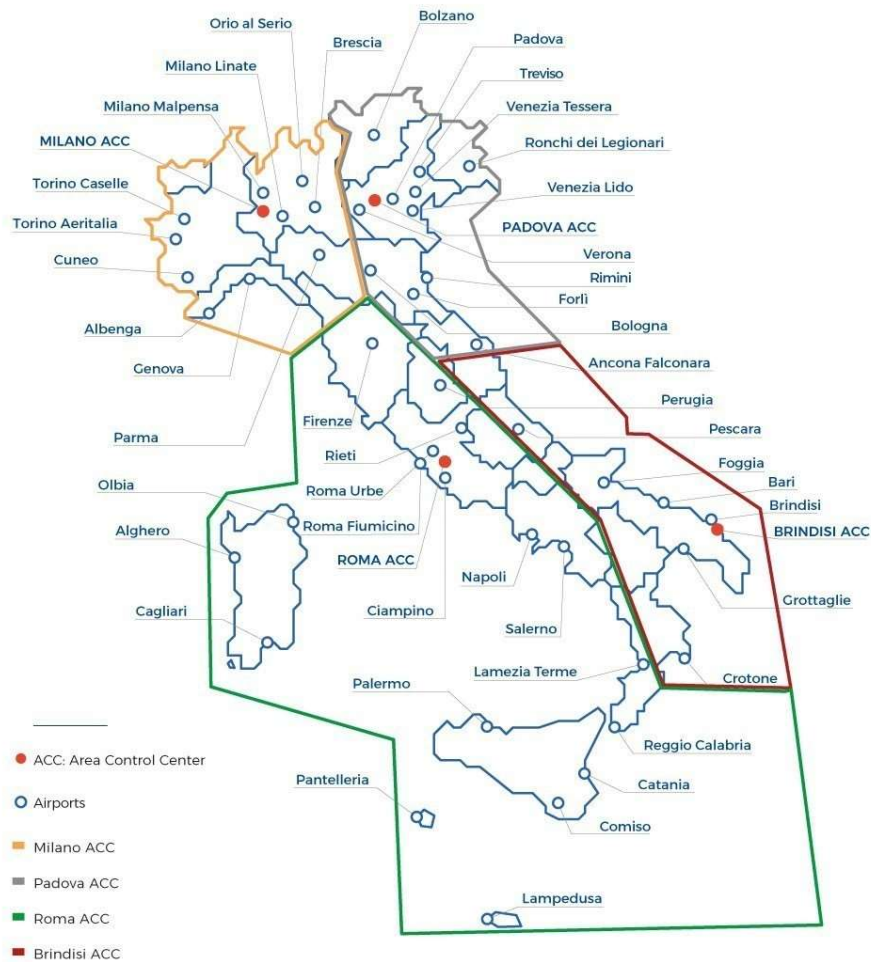 Bolzano
Orio al Serio
Padova
Brescia
Milano Linate
Treviso
Milano Malpensa
Venezia Tessera
MILANO ACC
Ronchi dei Legionari
Torino Caselle
Venezia Lido
Torino Aeritalia
PADOVA ACC
Cuneo
Verona
Rimini
Forlì
Albenga
Bologna
Genova
Ancona Falconara
Perugia
Firenze
Pescara
Parma
Rieti
Foggia
Olbia
Roma Urbe
Bari
Brindisi
Roma Fiumicino
Alghero
BRINDISI ACC
ROMA ACC
Napoli
Cagliari
Ciampino
Grottaglie
Salerno
Lamezia Terme
Crotone
Palermo
Reggio Calabria
ACC: Area Control Center
Pantelleria
Catania
Airports
Comiso
Milano ACC
Padova ACC
Lampedusa
Roma ACC
Brindisi ACC